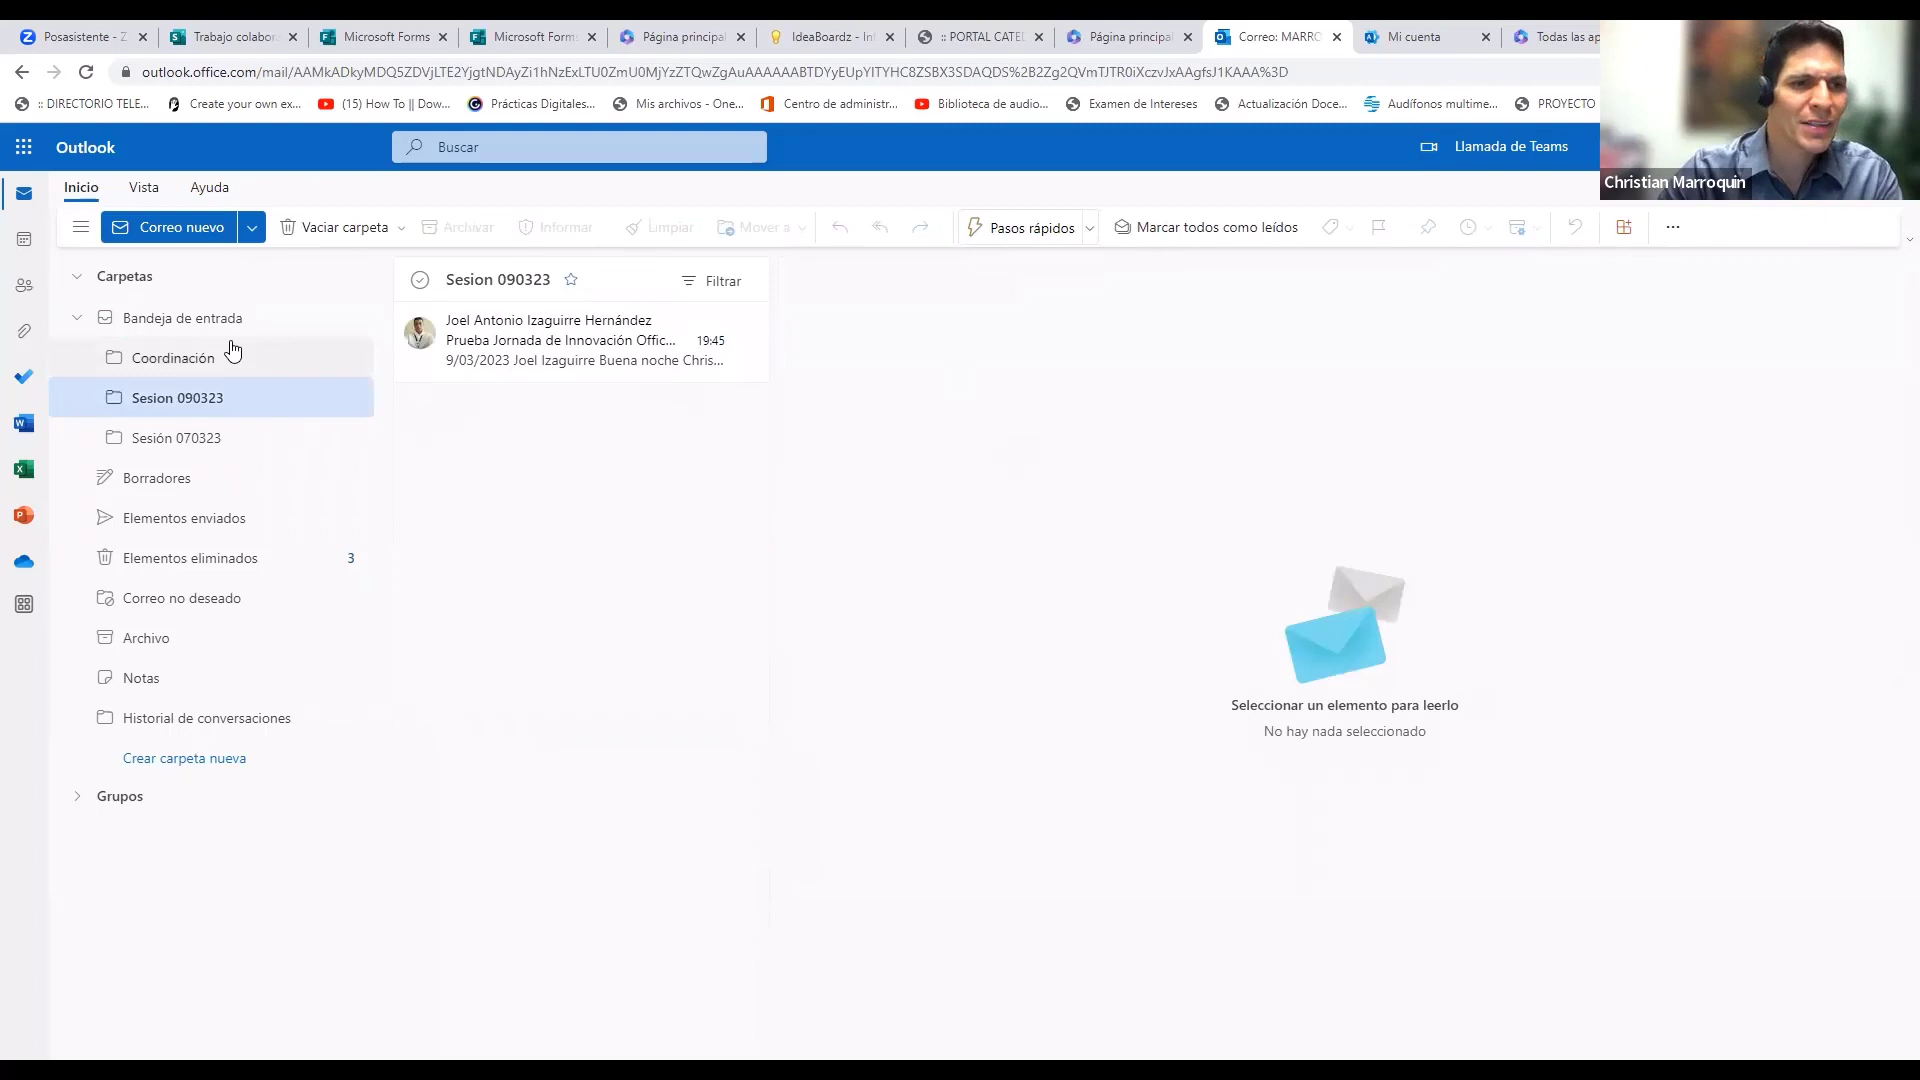 Posasistente - Z
Trabajo colabor
Microsoft Forms
Microsoft Forms
Página principal
IdeaBoardz - Int
:: PORTAL CATED
Página principal
Correo: MARRO
Mi cuenta
Todas las ap
outlook.office.com/mail/AAMkADkyMDQ5ZDVjLTE2YjgtNDAyZi1hNzExLTU0ZmU0MjYzZTQwZgAuAAAAAABTDYyEUpYITYHC8ZSBX3SDAQDS%2B2Zg2QVmTJTR0iXczvJxAAgfsJ1KAAA%3D
:: DIRECTORIO TELE...
Create your own ex...
(15) How To || Dow...
Prácticas Digitales...
Mis archivos - One...
Centro de administr...
Biblioteca de audio...
Examen de Intereses
Actualización Doce...
Audífonos multime...
PROYECTO
Outlook
Buscar
Llamada de Teams
Christian Marroquin
Inicio
Vista
Ayuda
Correo nuevo
Vaciar carpeta
Archivar
Informar
Limpiar
Mover a
Pasos rápidos
Marcar todos como leídos
Carpetas
Bandeja de entrada
Coordinación
Sesion 090323
Sesión 070323
Borradores
Elementos enviados
Elementos eliminados 3
Correo no deseado
Archivo
Notas
Historial de conversaciones
Crear carpeta nueva
Grupos
Sesion 090323
Filtrar
Joel Antonio Izaguirre Hernández
Prueba Jornada de Innovación Offic... 19:45
9/03/2023 Joel Izaguirre Buena noche Chris...
Seleccionar un elemento para leerlo
No hay nada seleccionado